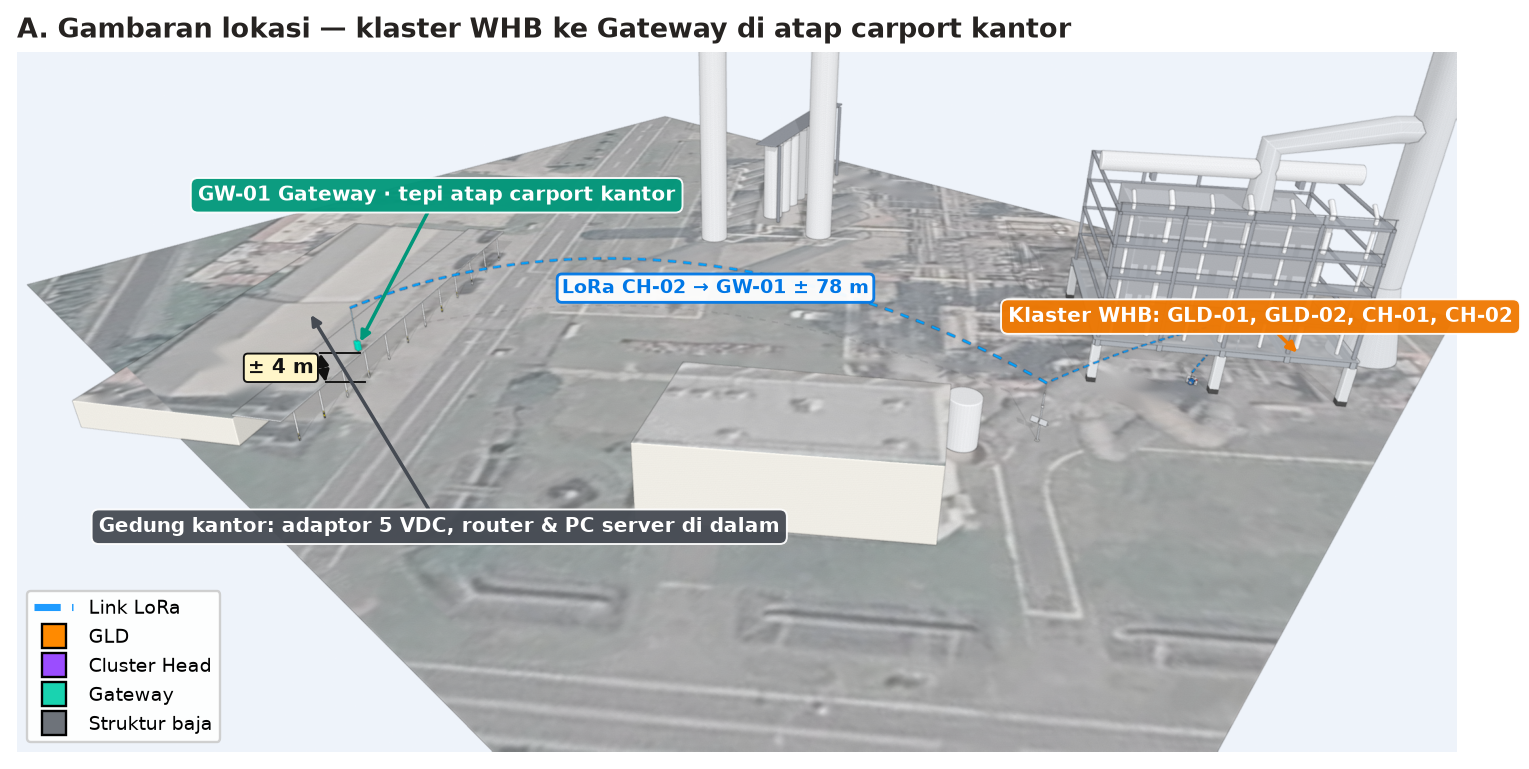 A. Gambaran lokasi — klaster WHB ke Gateway di atap carport kantor
GW-01 Gateway · tepi atap carport kantor
LoRa CH-02 → GW-01 ± 78 m
Klaster WHB: GLD-01, GLD-02, CH-01, CH-02
± 4 m
Gedung kantor: adaptor 5 VDC, router & PC server di dalam
Link LoRa
GLD
Cluster Head
Gateway
Struktur baja